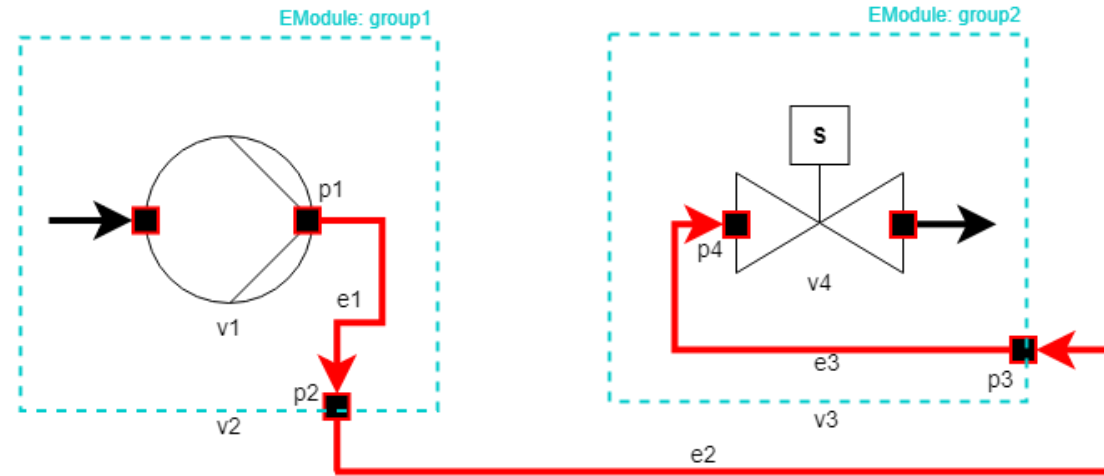 EModule: group1
EModule: group2
S
p1
p4
v4
e1
v1
e3
p3
p2
v2
v3
e2